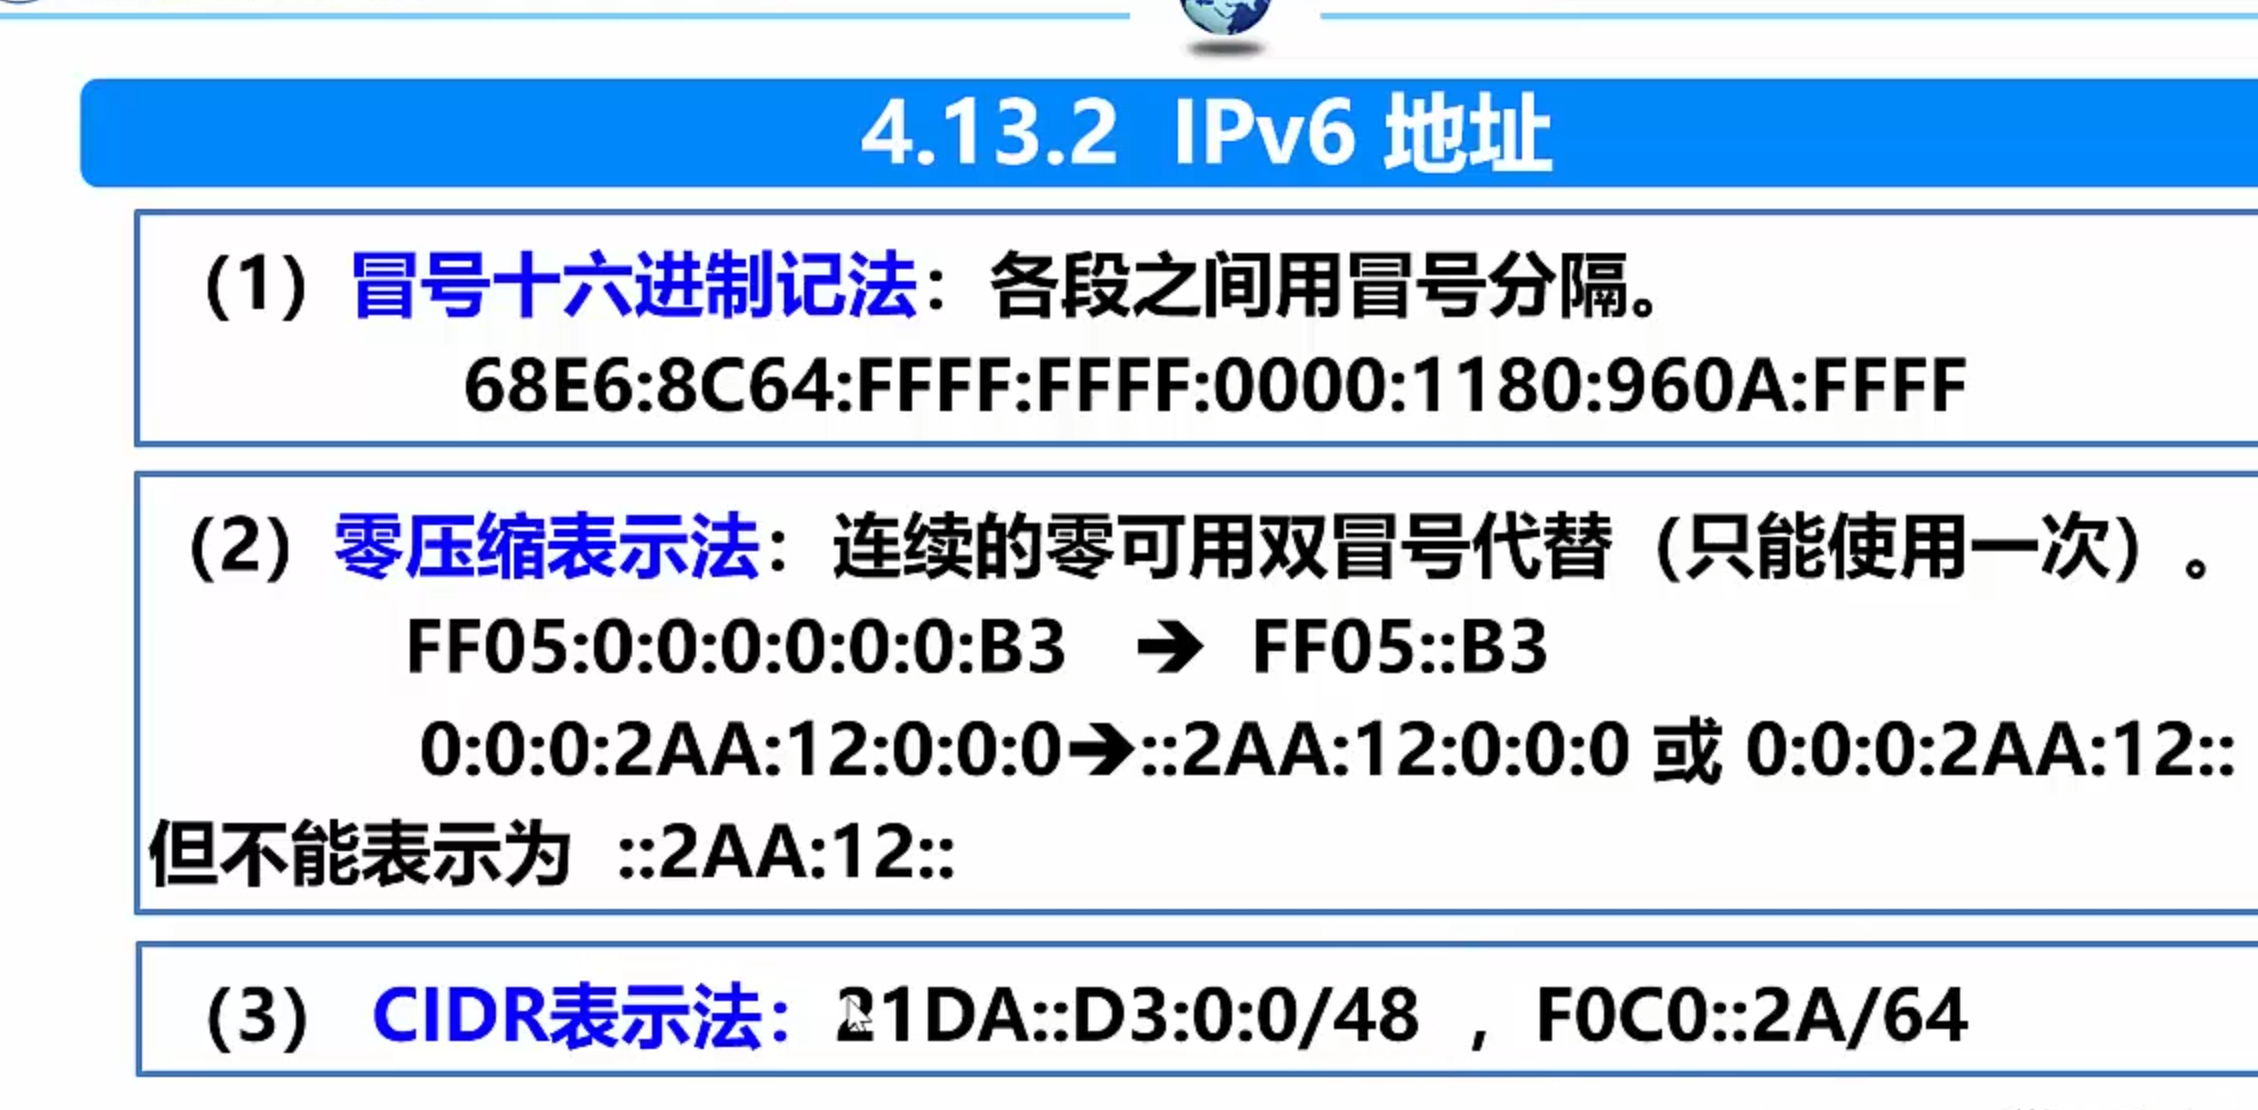 4.13.2 IPv6 地址
(1) 冒号十六进制记法：各段之间用冒号分隔。
68E6:8C64:FFFF:FFFF:0000:1180:960A:FFFF
(2) 零压缩表示法：连续的零可用双冒号代替（只能使用一次）。
FF05:0:0:0:0:0:0:B3 → FF05::B3
0:0:0:2AA:12:0:0:0→::2AA:12:0:0:0 或 0:0:0:2AA:12::
但不能表示为 ::2AA:12::
(3) CIDR表示法：21DA::D3:0:0/48 ，F0C0::2A/64